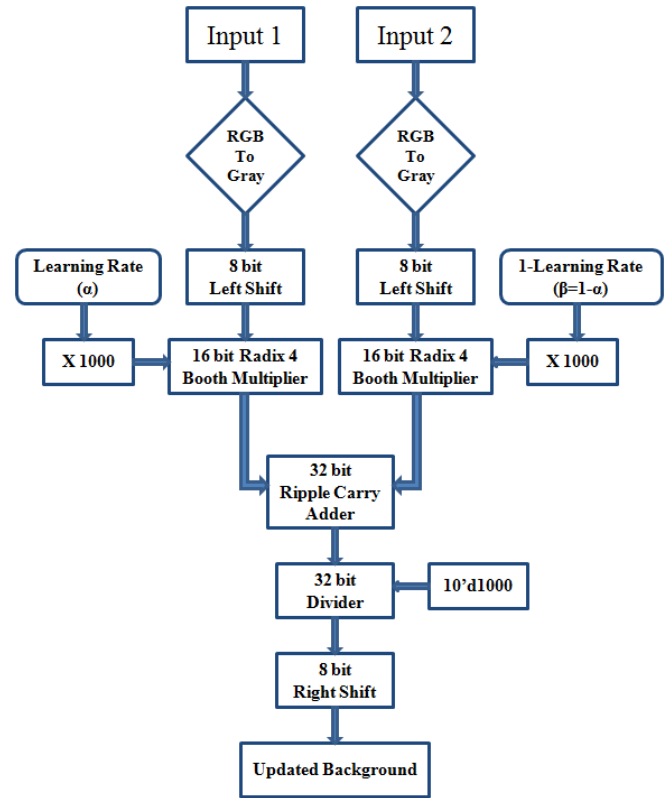 Input 1
Input 2
RGB
To
Gray
RGB
To
Gray
Learning Rate
(α)
8 bit
Left Shift
8 bit
Left Shift
1-Learning Rate
(β=1-α)
X 1000
16 bit Radix 4
Booth Multiplier
16 bit Radix 4
Booth Multiplier
X 1000
32 bit
Ripple Carry
Adder
32 bit
Divider
10’d1000
8 bit
Right Shift
Updated Background